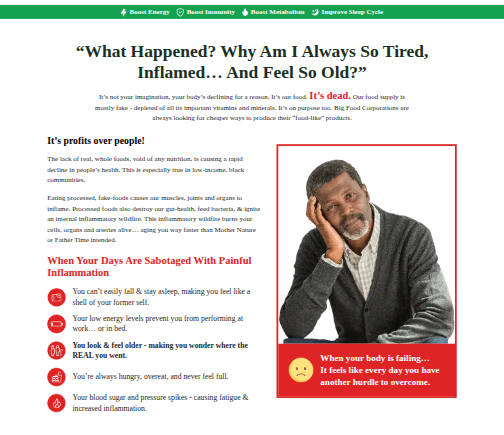 Boost Energy Boost Immunity Boost Metabolism Improve Sleep Cycle
“What Happened? Why Am I Always So Tired,
Inflamed… And Feel So Old?”
It’s not your imagination, your body’s declining for a reason. It’s our food. It’s dead. Our food supply is
mostly fake - depleted of all its important vitamins and minerals. It’s on purpose too. Big Food Corporations are
always looking for cheaper ways to produce their “food-like” products.
It’s profits over people!
The lack of real, whole foods, void of any nutrition, is causing a rapid
decline in people’s health. This is especially true in low-income, black
communities.
Eating processed, fake-foods causes our muscles, joints and organs to
inflame. Processed foods also destroy our gut-health, feed bacteria, & ignite
an internal inflammatory wildfire. This inflammatory wildfire burns your
cells, organs and arteries alive… aging you way faster than Mother Nature
or Father Time intended.
When Your Days Are Sabotaged With Painful
Inflammation
You can’t easily fall & stay asleep, making you feel like a
shell of your former self.
Your low energy levels prevent you from performing at
work… or in bed.
You look & feel older - making you wonder where the
REAL you went.
You’re always hungry, overeat, and never feel full.
Your blood sugar and pressure spikes - causing fatigue &
increased inflammation.
When your body is failing…
It feels like every day you have
another hurdle to overcome.